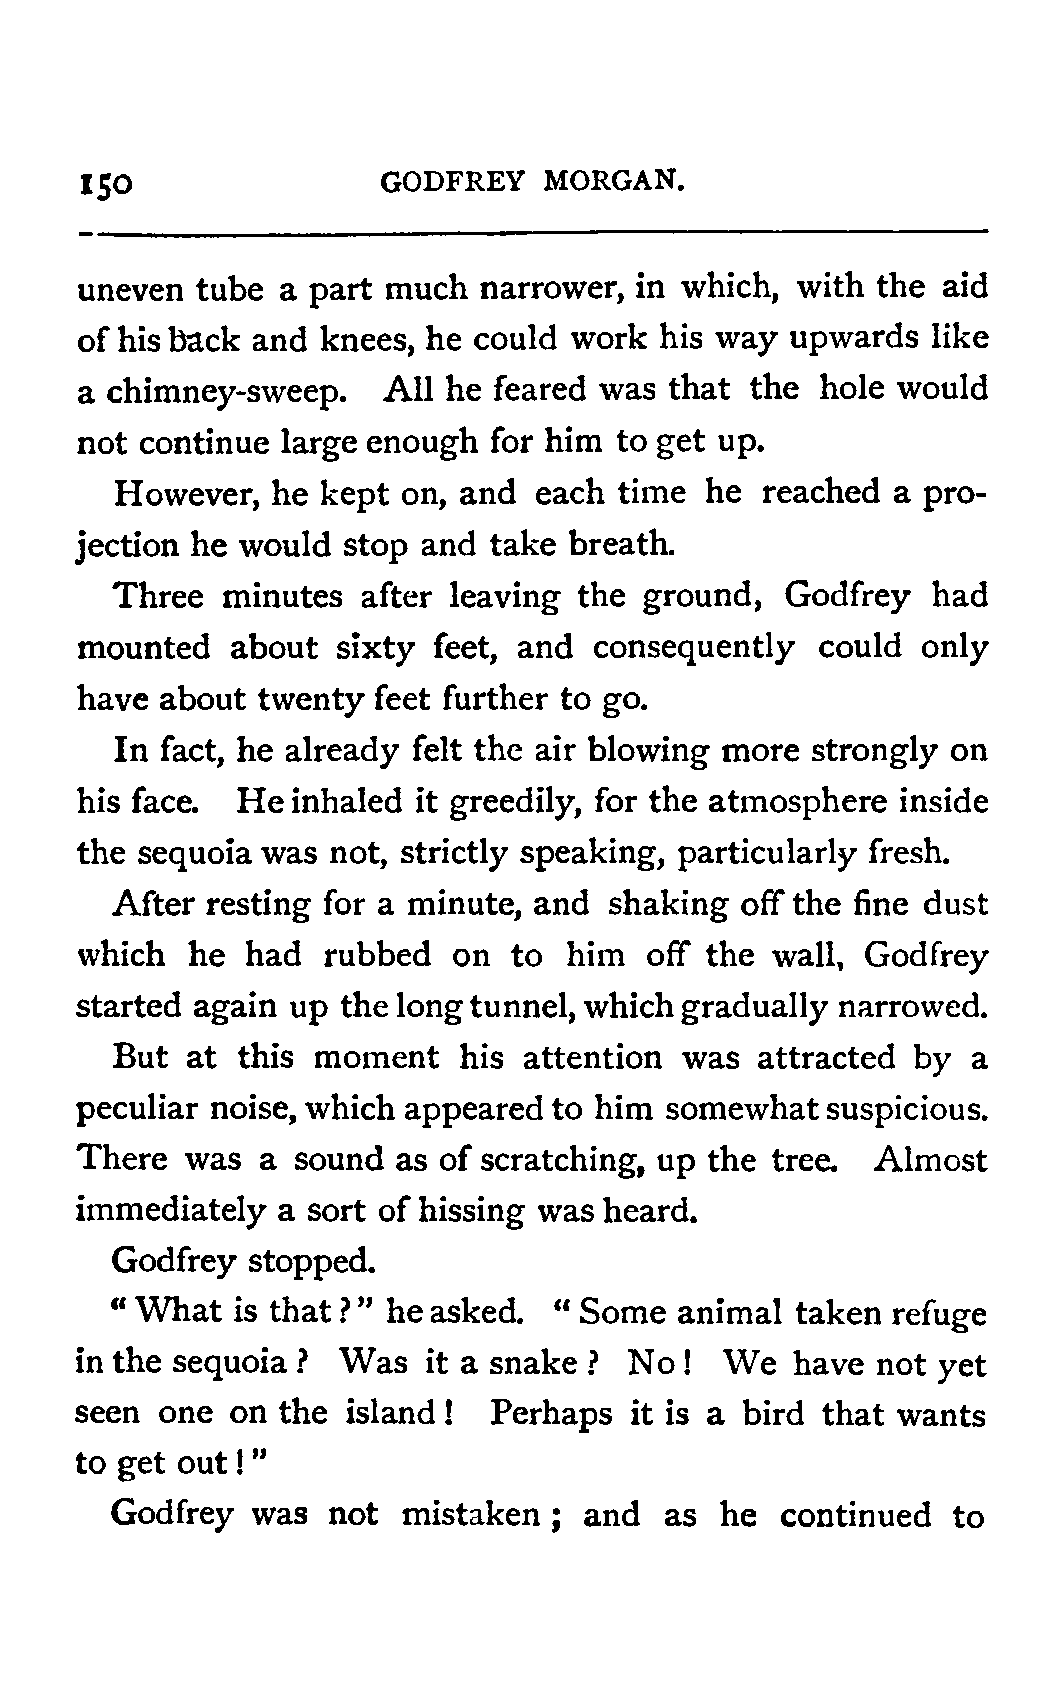 150 GODFREY MORGAN.
uneven tube a part much narrower, in which, with the aid
of his back and knees, he could work his way upwards like
a chimney-sweep. All he feared was that the hole would
not continue large enough for him to get up.
However, he kept on, and each time he reached a pro-
jection he would stop and take breath.
Three minutes after leaving the ground, Godfrey had
mounted about sixty feet, and consequently could only
have about twenty feet further to go.
In fact, he already felt the air blowing more strongly on
his face. He inhaled it greedily, for the atmosphere inside
the sequoia was not, strictly speaking, particularly fresh.
After resting for a minute, and shaking off the fine dust
which he had rubbed on to him off the wall, Godfrey
started again up the long tunnel, which gradually narrowed.
But at this moment his attention was attracted by a
peculiar noise, which appeared to him somewhat suspicious.
There was a sound as of scratching, up the tree. Almost
immediately a sort of hissing was heard.
Godfrey stopped.
“ What is that ? ” he asked. “ Some animal taken refuge
in the sequoia ? Was it a snake ? No ! We have not yet
seen one on the island ! Perhaps it is a bird that wants
to get out ! ”
Godfrey was not mistaken ; and as he continued to